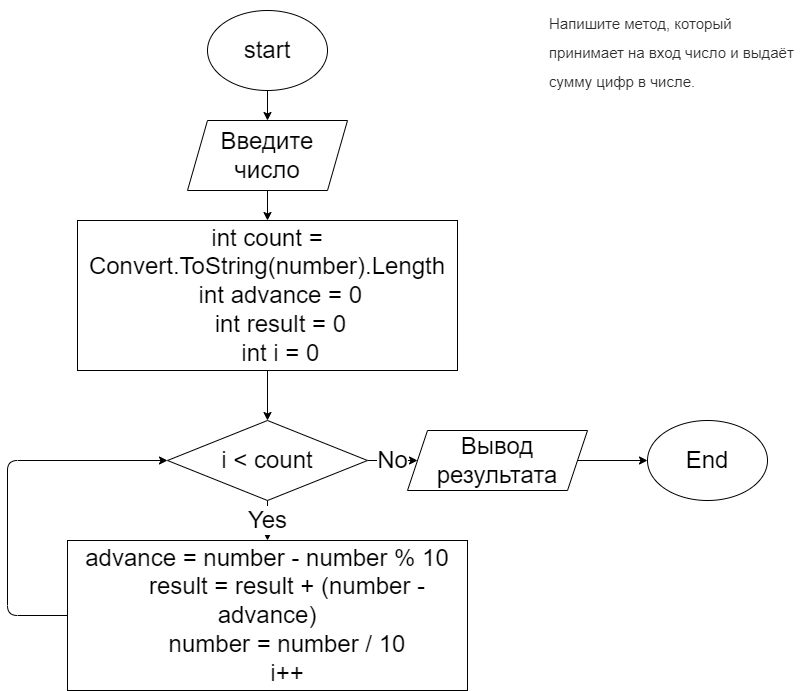 start
Напишите метод, который
принимает на вход число и выдаёт
сумму цифр в числе.
Введите
число
int count =
Convert.ToString(number).Length
int advance = 0
int result = 0
int i = 0
i < count
No
Вывод
результата
End
Yes
advance = number - number % 10
result = result + (number -
advance)
number = number / 10
i++